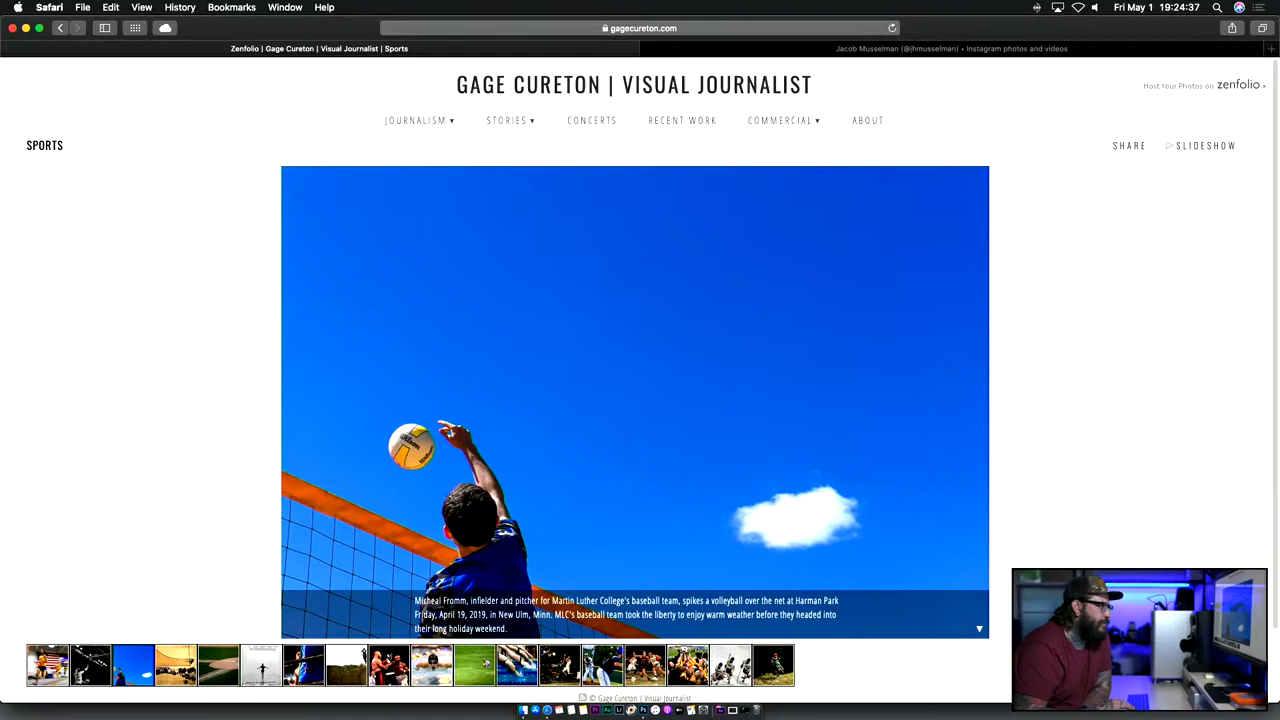 Safari File Edit View History Bookmarks Window Help
Fri May 1 19:24:37
gagecureton.com
Zenfolio | Gage Cureton | Visual Journalist | Sports
Jacob Musselman (@jhmusselman) • Instagram photos and videos
GAGE CURETON | VISUAL JOURNALIST
Host Your Photos on zenfolio »
JOURNALISM ▾ STORIES ▾ CONCERTS RECENT WORK COMMERCIAL ▾ ABOUT
SPORTS
SHARE SLIDESHOW
Wilson
Micheal Fromm, infielder and pitcher for Martin Luther College's baseball team, spikes a volleyball over the net at Harman Park
Friday, April 19, 2019, in New Ulm, Minn. MLC's baseball team took the liberty to enjoy warm weather before they headed into
their long holiday weekend.
© Gage Cureton | Visual Journalist